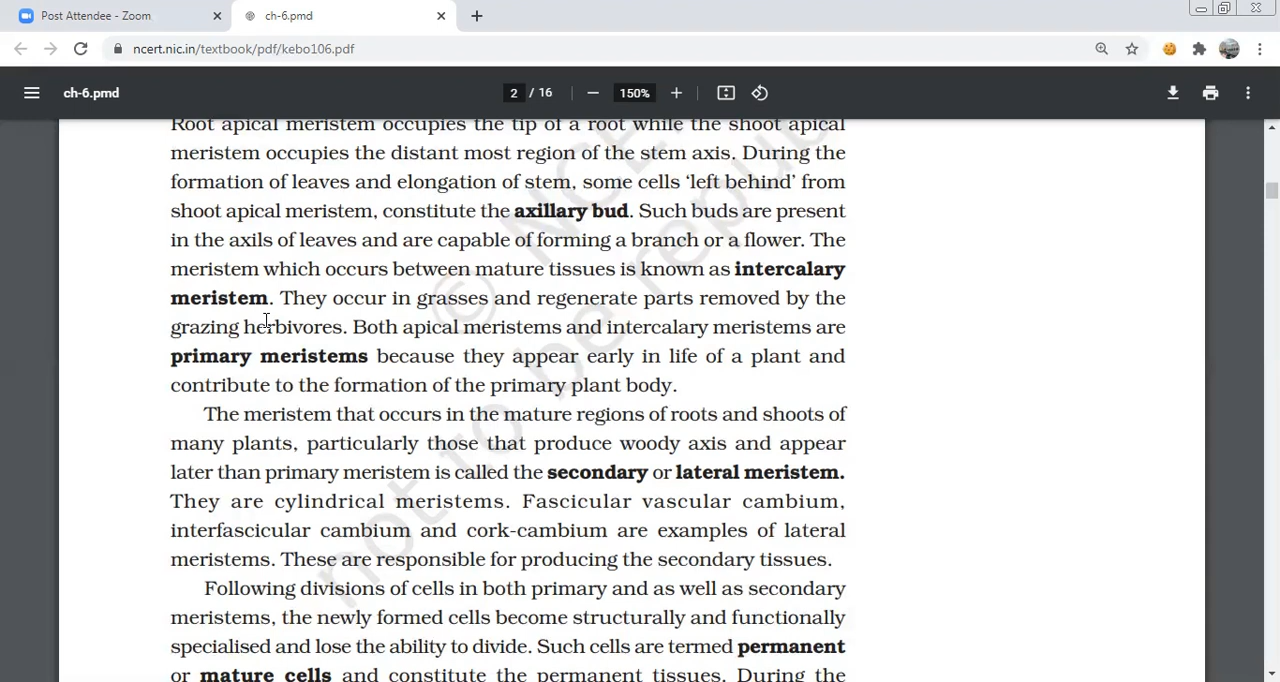 Post Attendee - Zoom
ch-6.pmd
ncert.nic.in/textbook/pdf/kebo106.pdf
ch-6.pmd
2 / 16
150%
Root apical meristem occupies the tip of a root while the shoot apical
meristem occupies the distant most region of the stem axis. During the
formation of leaves and elongation of stem, some cells ‘left behind’ from
shoot apical meristem, constitute the axillary bud. Such buds are present
in the axils of leaves and are capable of forming a branch or a flower. The
meristem which occurs between mature tissues is known as intercalary
meristem. They occur in grasses and regenerate parts removed by the
grazing herbivores. Both apical meristems and intercalary meristems are
primary meristems because they appear early in life of a plant and
contribute to the formation of the primary plant body.
The meristem that occurs in the mature regions of roots and shoots of
many plants, particularly those that produce woody axis and appear
later than primary meristem is called the secondary or lateral meristem.
They are cylindrical meristems. Fascicular vascular cambium,
interfascicular cambium and cork-cambium are examples of lateral
meristems. These are responsible for producing the secondary tissues.
Following divisions of cells in both primary and as well as secondary
meristems, the newly formed cells become structurally and functionally
specialised and lose the ability to divide. Such cells are termed permanent
or mature cells and constitute the permanent tissues. During the
© NCE
not to be repu